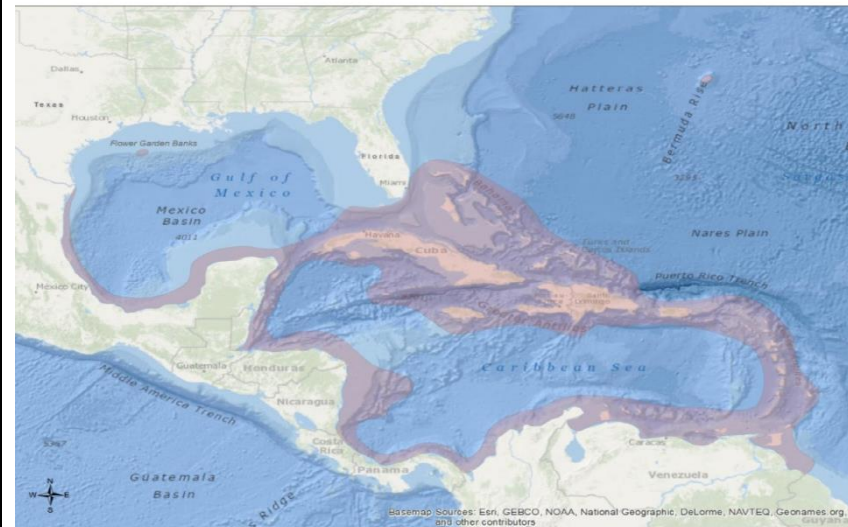 Dallas
Atlanta
Hatteras
Plain
Texas
Houston
5648
Bermuda Rise
North
Flower Garden Banks
Florida
Gulf of
Mexico
Miami
Mexico
Basin
4011
Nares Plain
Havana
Cuba
Puerto Rico Trench
Mexico City
Caribbean Sea
Guatemala
Honduras
Middle America Trench
Nicaragua
Costa
Rica
Caracas
Panama
Venezuela
Guatemala
Basin
Ridge
N
W E
S
Guyana
Basemap Sources: Esri, GEBCO, NOAA, National Geographic, DeLorme, NAVTEQ, Geonames.org,
and other contributors